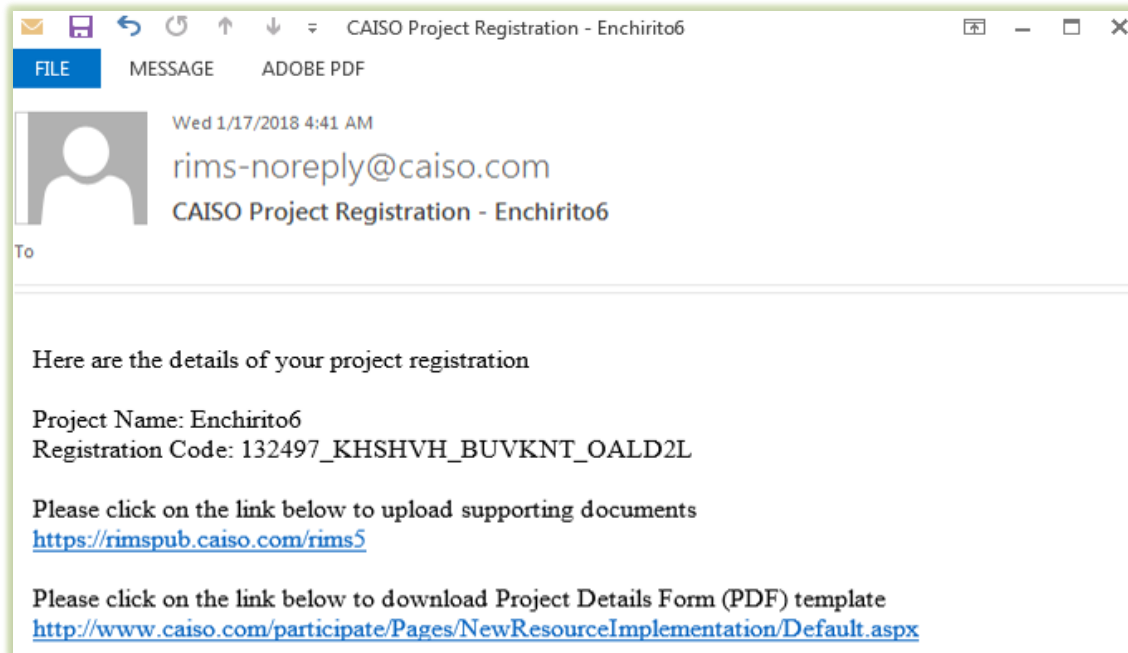 CAISO Project Registration - Enchirito6
FILE MESSAGE ADOBE PDF
Wed 1/17/2018 4:41 AM
rims-noreply@caiso.com
CAISO Project Registration - Enchirito6
To
Here are the details of your project registration
Project Name: Enchirito6
Registration Code: 132497_KHSHVH_BUVKNT_OALD2L
Please click on the link below to upload supporting documents
https://rimspub.caiso.com/rims5
Please click on the link below to download Project Details Form (PDF) template
http://www.caiso.com/participate/Pages/NewResourceImplementation/Default.aspx